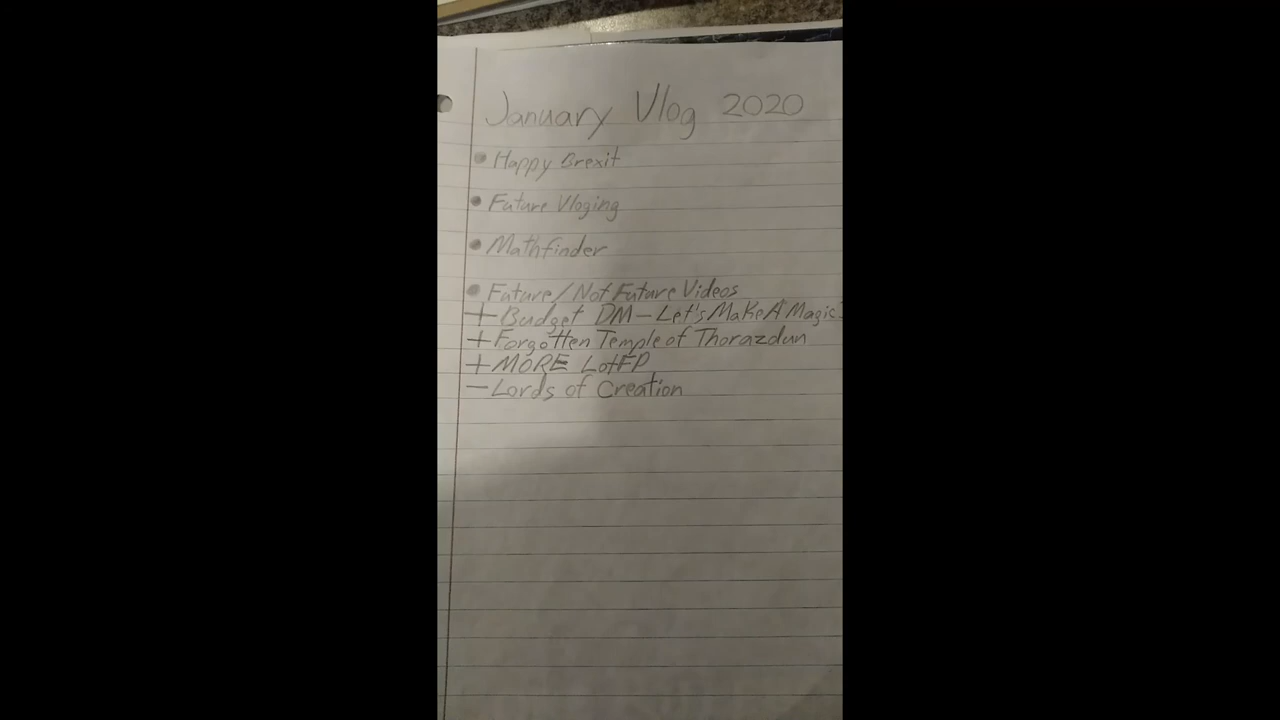 January Vlog 2020
• Happy Brexit
• Future Vloging
• Mathfinder
• Future/Not Future Videos
+ Budget DM - Let's Make A Magic
+ Forgotten Temple of Thorazdun
+ MORE LotFP
- Lords of Creation